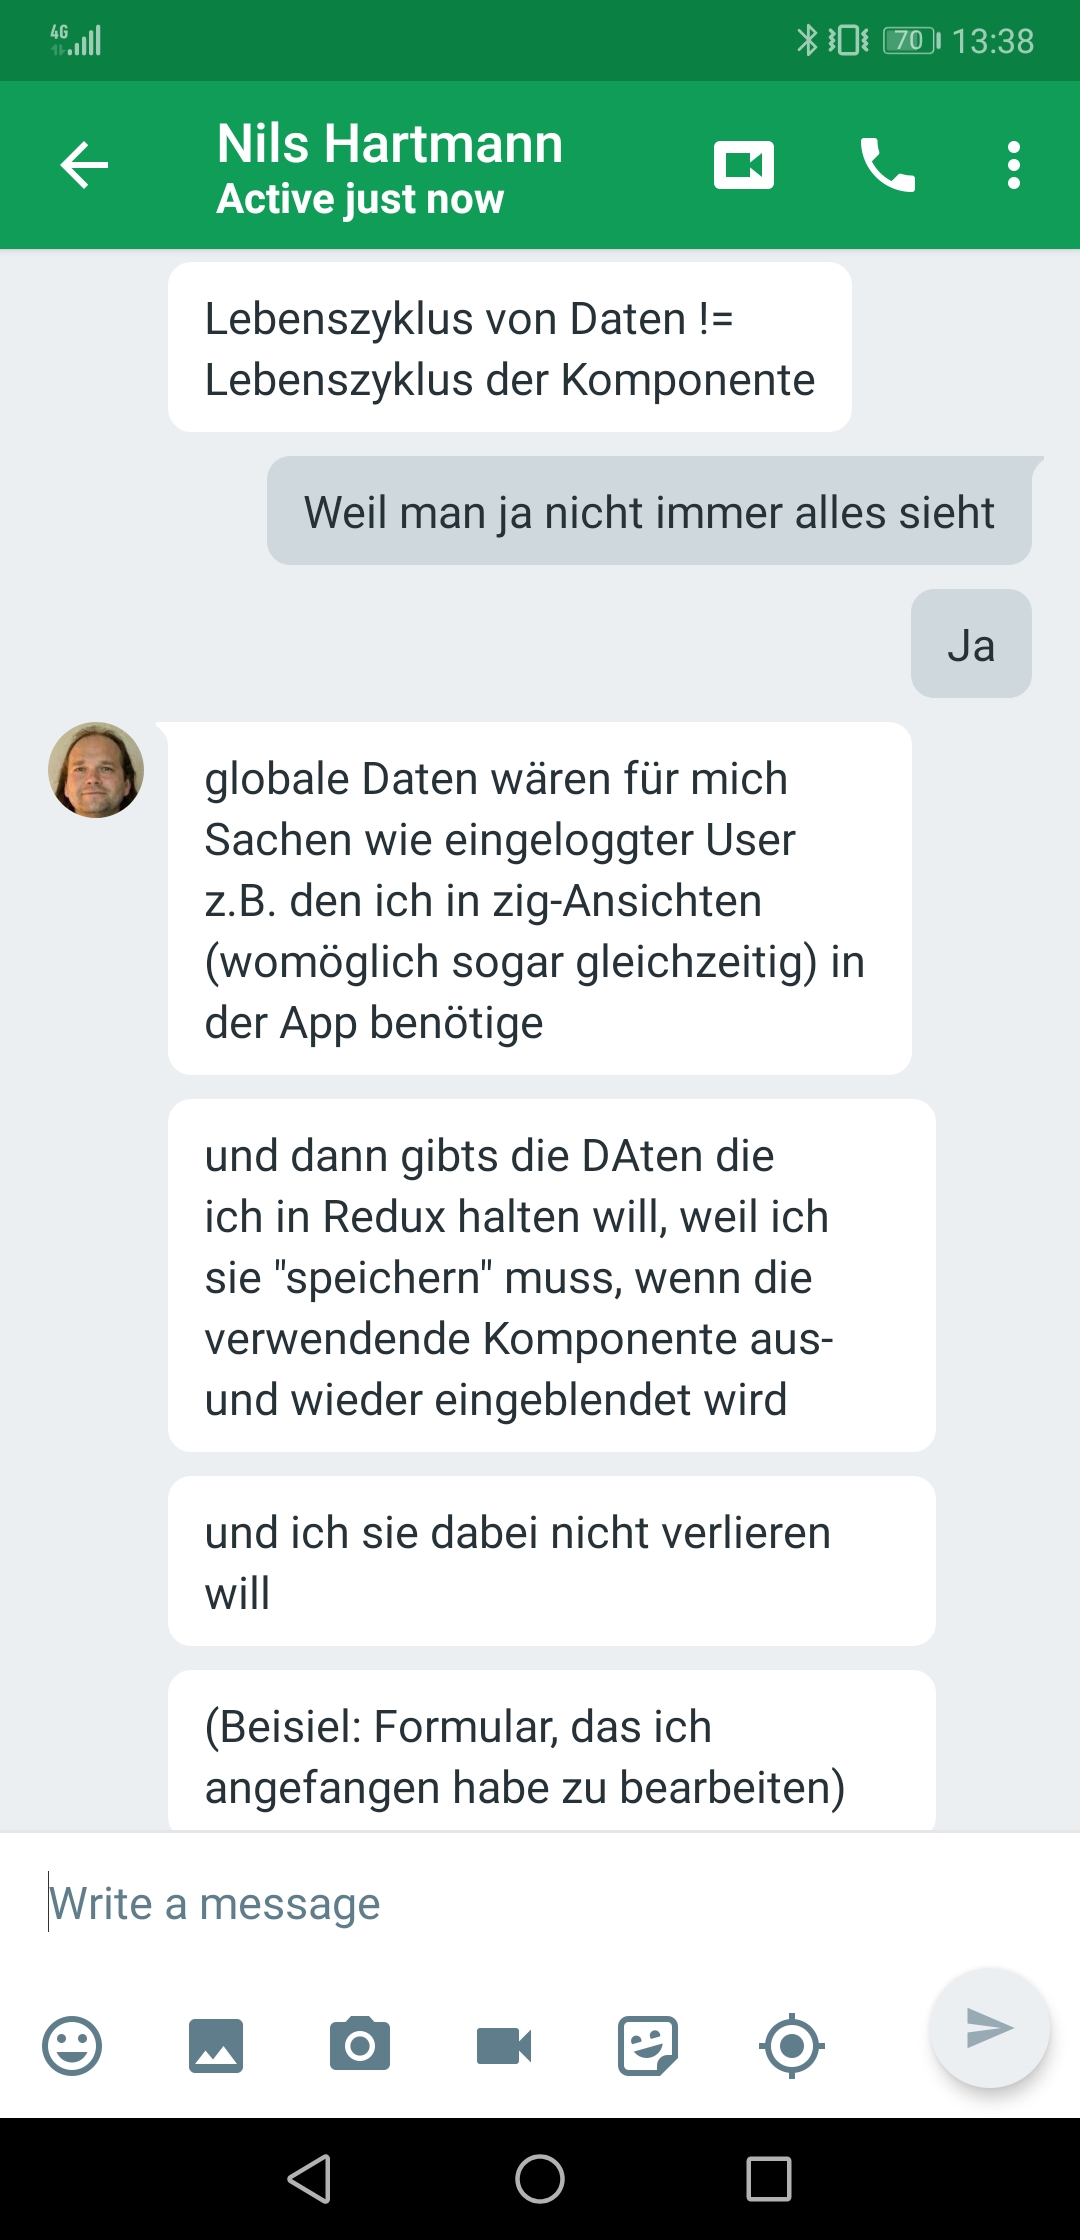 4G
70 13:38
Nils Hartmann
Active just now
Lebenszyklus von Daten !=
Lebenszyklus der Komponente
Weil man ja nicht immer alles sieht
Ja
globale Daten wären für mich
Sachen wie eingeloggter User
z.B. den ich in zig-Ansichten
(womöglich sogar gleichzeitig) in
der App benötige
und dann gibts die DAten die
ich in Redux halten will, weil ich
sie "speichern" muss, wenn die
verwendende Komponente aus-
und wieder eingeblendet wird
und ich sie dabei nicht verlieren
will
(Beisiel: Formular, das ich
angefangen habe zu bearbeiten)
Write a message